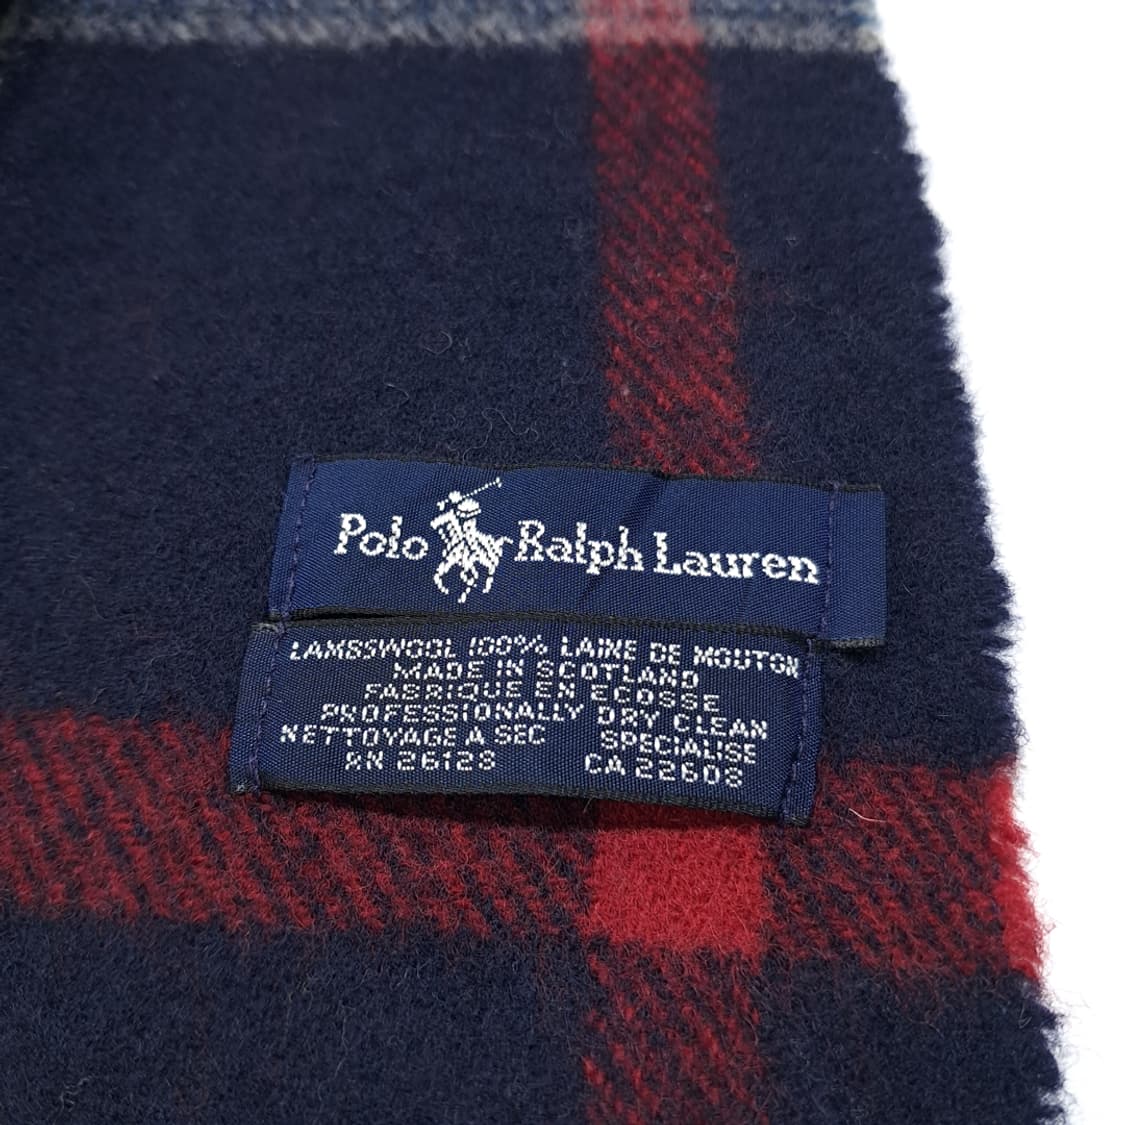 Polo Ralph Lauren
LAMBSWOOL 100% LAINE DE MOUTON
MADE IN SCOTLAND
FABRIQUE EN ECOSSE
PROFESSIONALLY DRY CLEAN
NETTOYAGE A SEC SPECIALISE
RN 26128 CA 22608